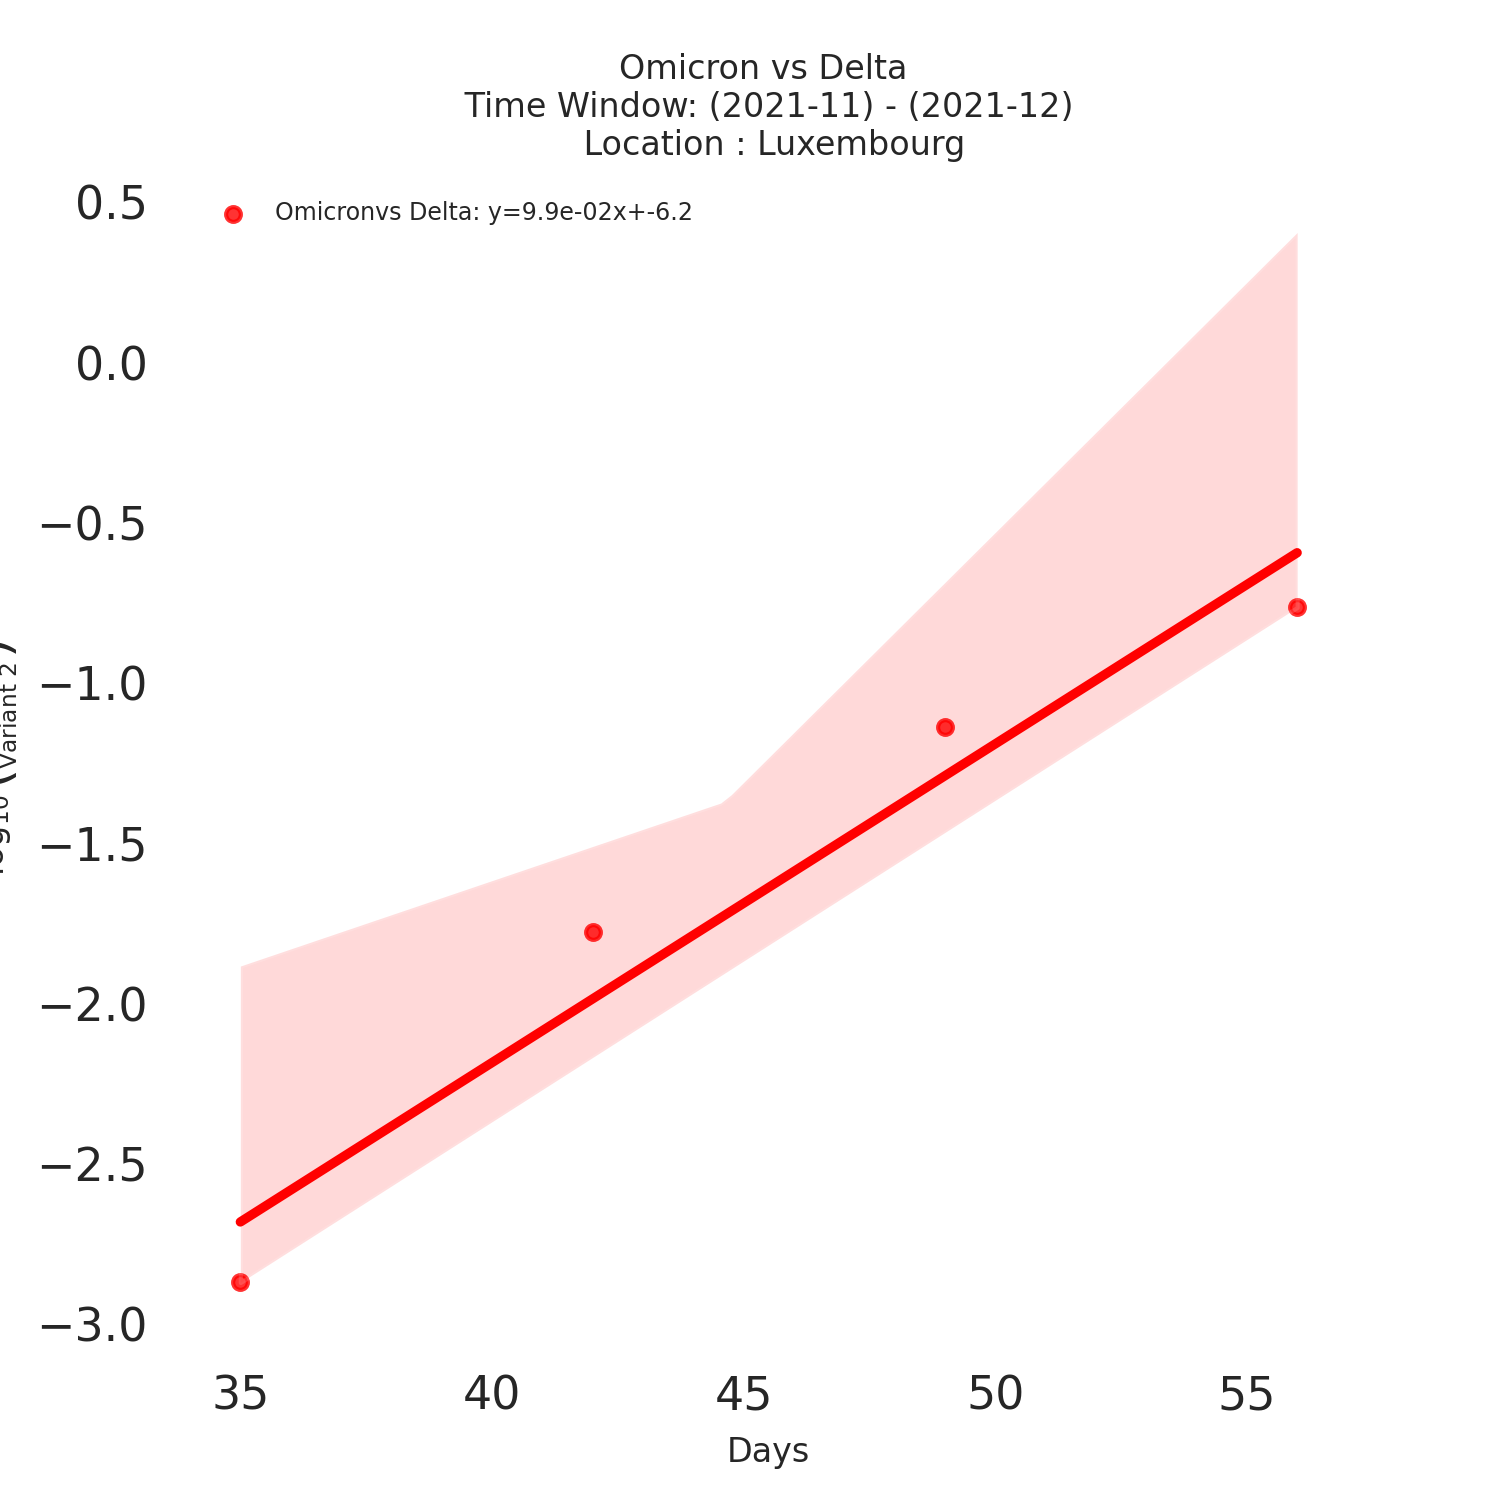 Omicron vs Delta
Time Window: (2021-11) - (2021-12)
Location : Luxembourg
Omicronvs Delta: y=9.9e-02x+-6.2
0.5
0.0
−0.5
−1.0
−1.5
−2.0
−2.5
−3.0
Variant 2
35 40 45 50 55
Days